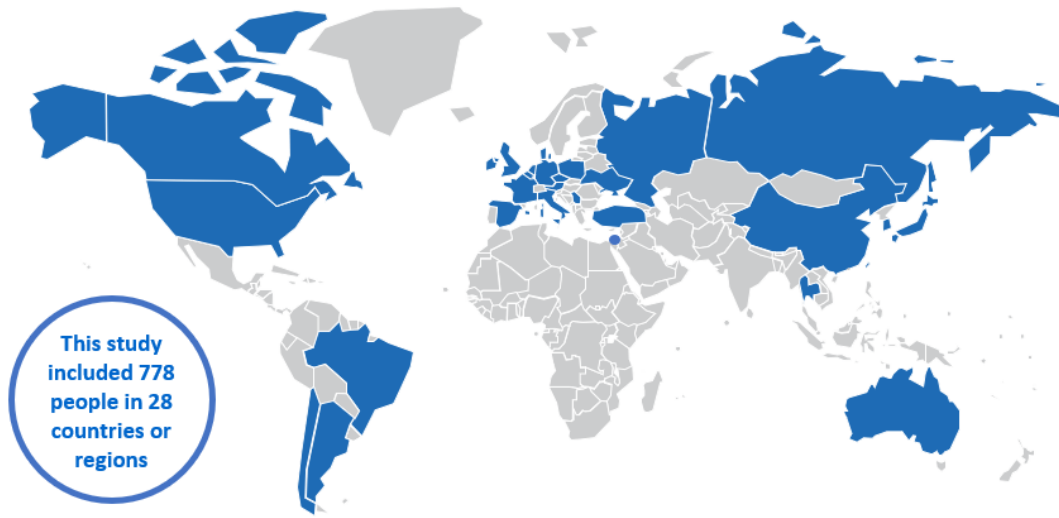 This study
included 778
people in 28
countries or
regions